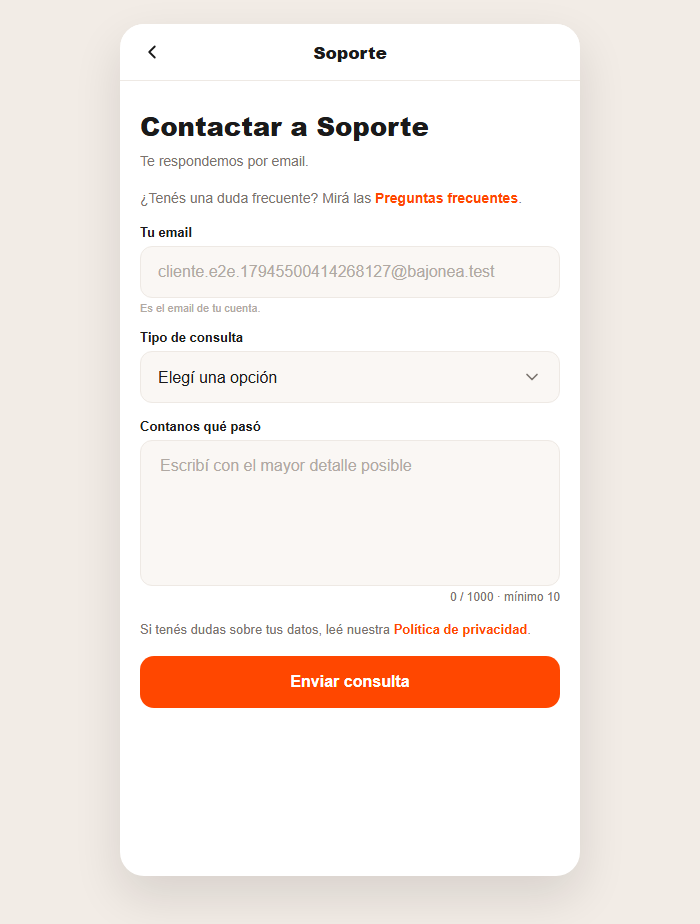 Soporte
Contactar a Soporte
Te respondemos por email.
¿Tenés una duda frecuente? Mirá las Preguntas frecuentes.
Tu email
cliente.e2e.17945500414268127@bajonea.test
Es el email de tu cuenta.
Tipo de consulta
Elegí una opción
Contanos qué pasó
Escribí con el mayor detalle posible
0 / 1000 · mínimo 10
Si tenés dudas sobre tus datos, leé nuestra Política de privacidad.
Enviar consulta